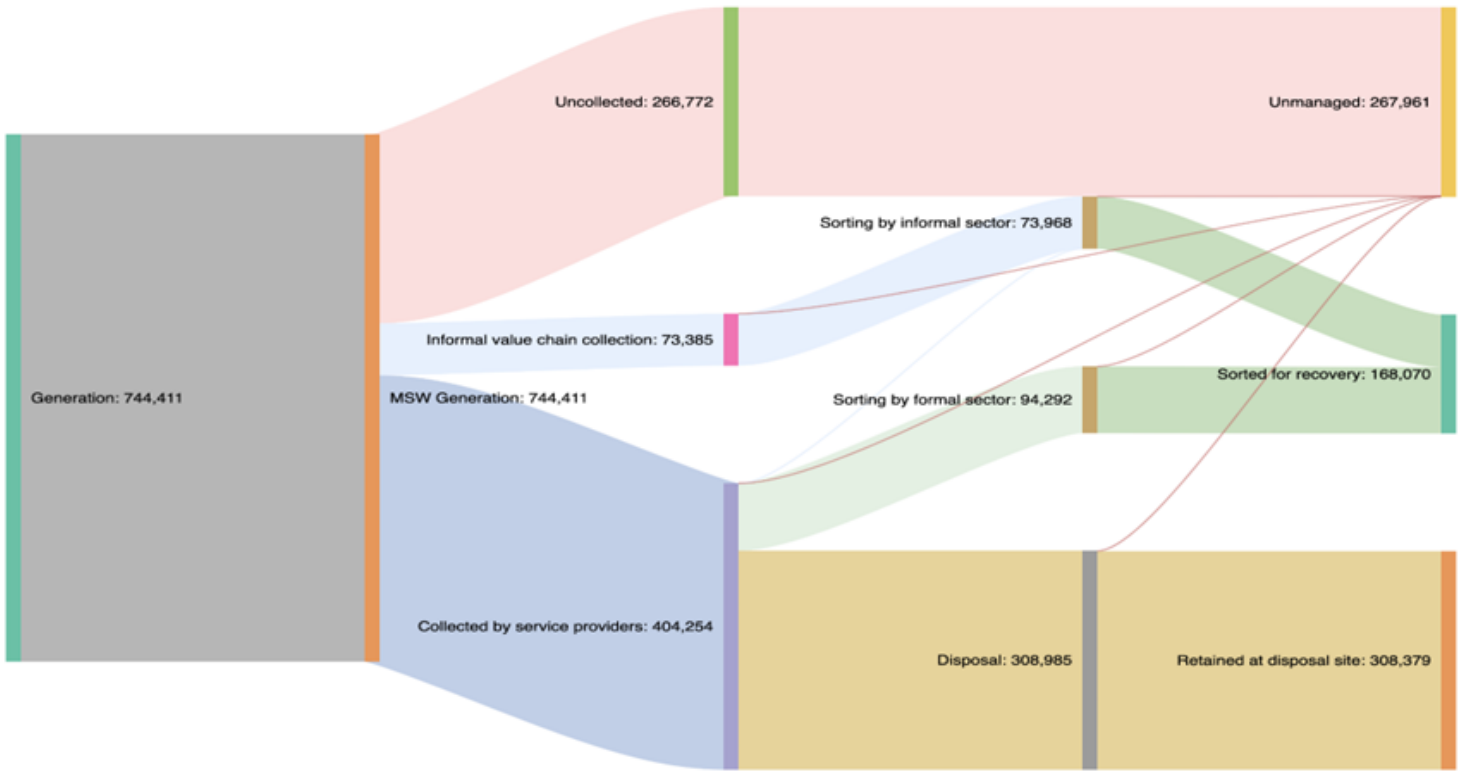 Uncollected: 266,772
Unmanaged: 267,961
Sorting by informal sector: 73,968
Informal value chain collection: 73,385
Sorted for recovery: 168,070
Generation: 744,411
MSW Generation: 744,411
Sorting by formal sector: 94,292
Collected by service providers: 404,254
Disposal: 308,985
Retained at disposal site: 308,379